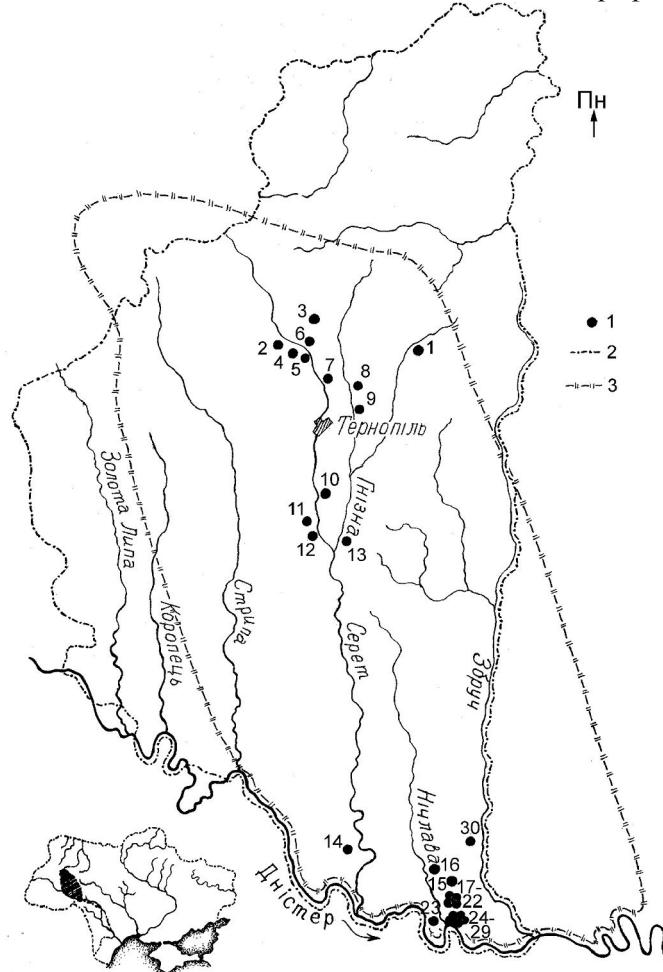 Пн
1
2
3
3
6
2
4
5
7
8
1
9
Тернопіль
10
11
12
13
Золота Липа
Коропець
Стрипа
Гнізна
Серет
Збруч
Нічлава
Дністер
14
30
16
15
17-
22
23
24-
29